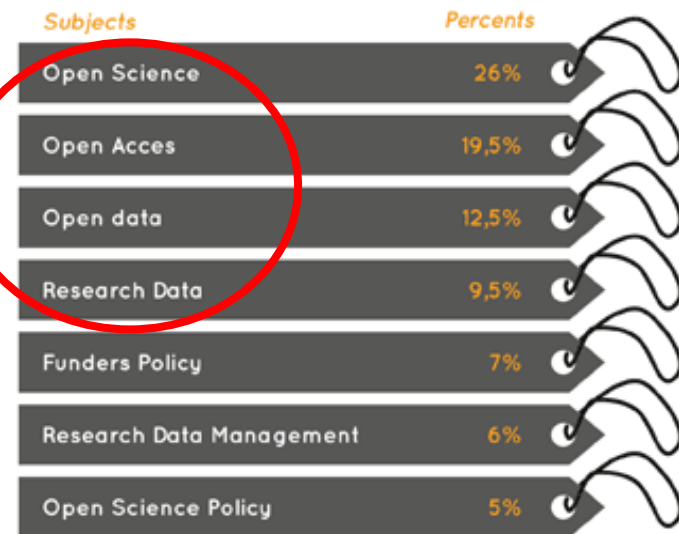 Subjects Percents
Open Science 26%
Open Acces 19,5%
Open data 12,5%
Research Data 9,5%
Funders Policy 7%
Research Data Management 6%
Open Science Policy 5%